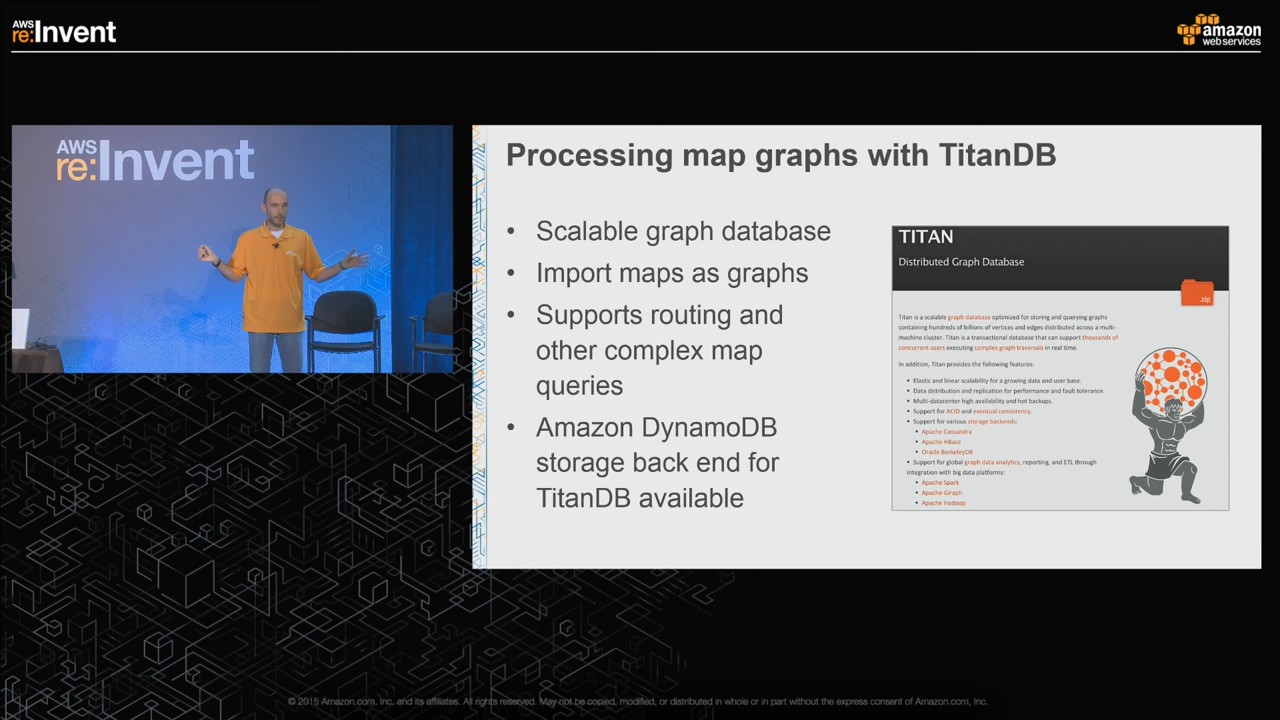 AWS
re:Invent
amazon
web services
AWS
re:Invent
Processing map graphs with TitanDB
• Scalable graph database
• Import maps as graphs
• Supports routing and
other complex map
queries
• Amazon DynamoDB
storage back end for
TitanDB available
TITAN
Distributed Graph Database
.zip
Titan is a scalable graph database optimized for storing and querying graphs
containing hundreds of billions of vertices and edges distributed across a multi-
machine cluster. Titan is a transactional database that can support thousands of
concurrent users executing complex graph traversals in real time.
In addition, Titan provides the following features:
• Elastic and linear scalability for a growing data and user base.
• Data distribution and replication for performance and fault tolerance.
• Multi-datacenter high availability and hot backups.
• Support for ACID and eventual consistency.
• Support for various storage backends:
• Apache Cassandra
• Apache HBase
• Oracle BerkeleyDB
• Support for global graph data analytics, reporting, and ETL through
integration with big data platforms:
• Apache Spark
• Apache Giraph
• Apache Hadoop
© 2015 Amazon.com, Inc. and its affiliates. All rights reserved. May not be copied, modified, or distributed in whole or in part without the express consent of Amazon.com, Inc.